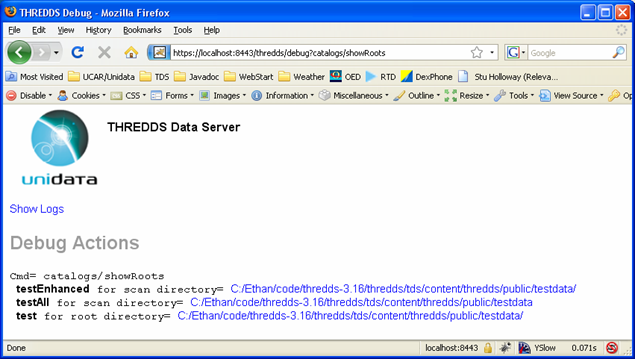 THREDDS Debug - Mozilla Firefox
File Edit View History Bookmarks Tools Help
https://localhost:8443/thredds/debug?catalogs/showRoots Google
Most Visited UCAR/Unidata TDS Javadoc WebStart Weather OED RTD DexPhone Stu Holloway (Releva...
Disable Cookies CSS Forms Images Information Miscellaneous Outline Resize Tools View Source Op
THREDDS Data Server
unidata
Show Logs
Debug Actions
Cmd= catalogs/showRoots
testEnhanced for scan directory= C:/Ethan/code/thredds-3.16/thredds/tds/content/thredds/public/testdata/
testAll for scan directory= C:/Ethan/code/thredds-3.16/thredds/tds/content/thredds/public/testdata
test for root directory= C:/Ethan/code/thredds-3.16/thredds/tds/content/thredds/public/testdata/
Done localhost:8443 YSlow 0.071s